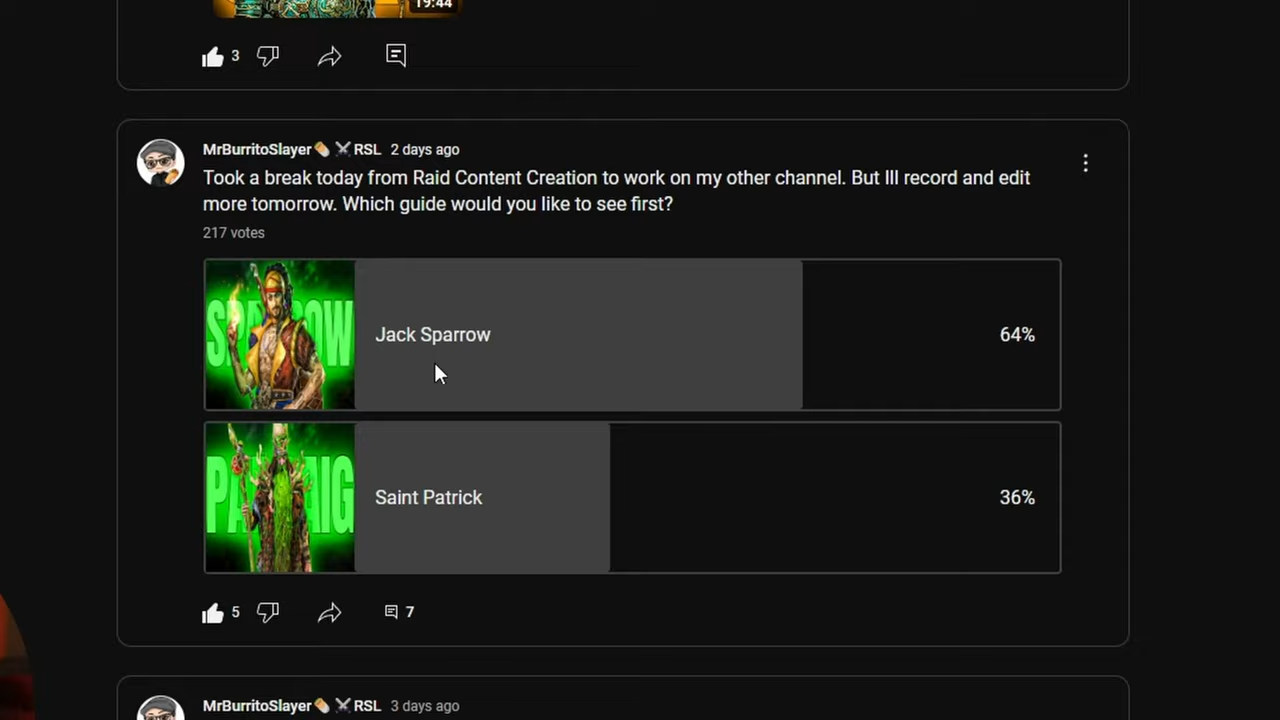 19:44
3
MrBurritoSlayer🌯⚔️RSL 2 days ago
Took a break today from Raid Content Creation to work on my other channel. But Ill record and edit
more tomorrow. Which guide would you like to see first?
217 votes
SPARROW
Jack Sparrow
64%
Saint Patrick
36%
5
7
MrBurritoSlayer🌯⚔️RSL 3 days ago